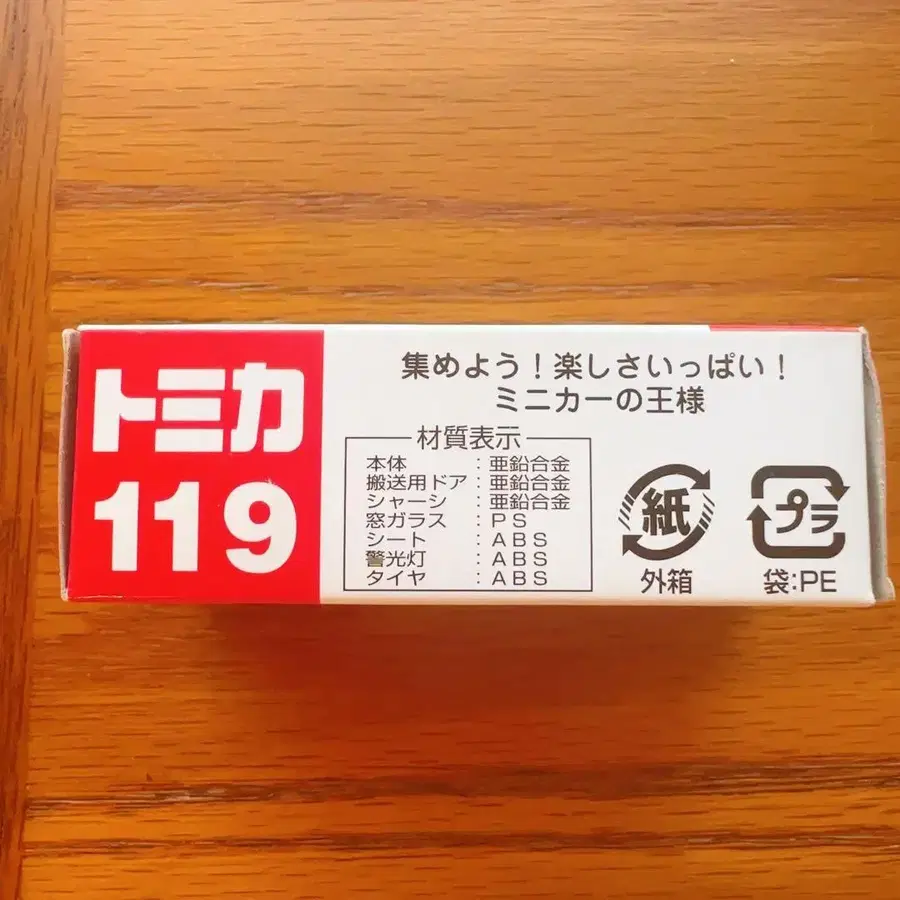 トミカ
119
集めよう!楽しさいっぱい!
ミニカーの王様
材質表示
本体 : 亜鉛合金
搬送用ドア : 亜鉛合金
シャーシ : 亜鉛合金
窓ガラス : PS
シート : ABS
警光灯 : ABS
タイヤ : ABS
紙
外箱
プラ
袋:PE